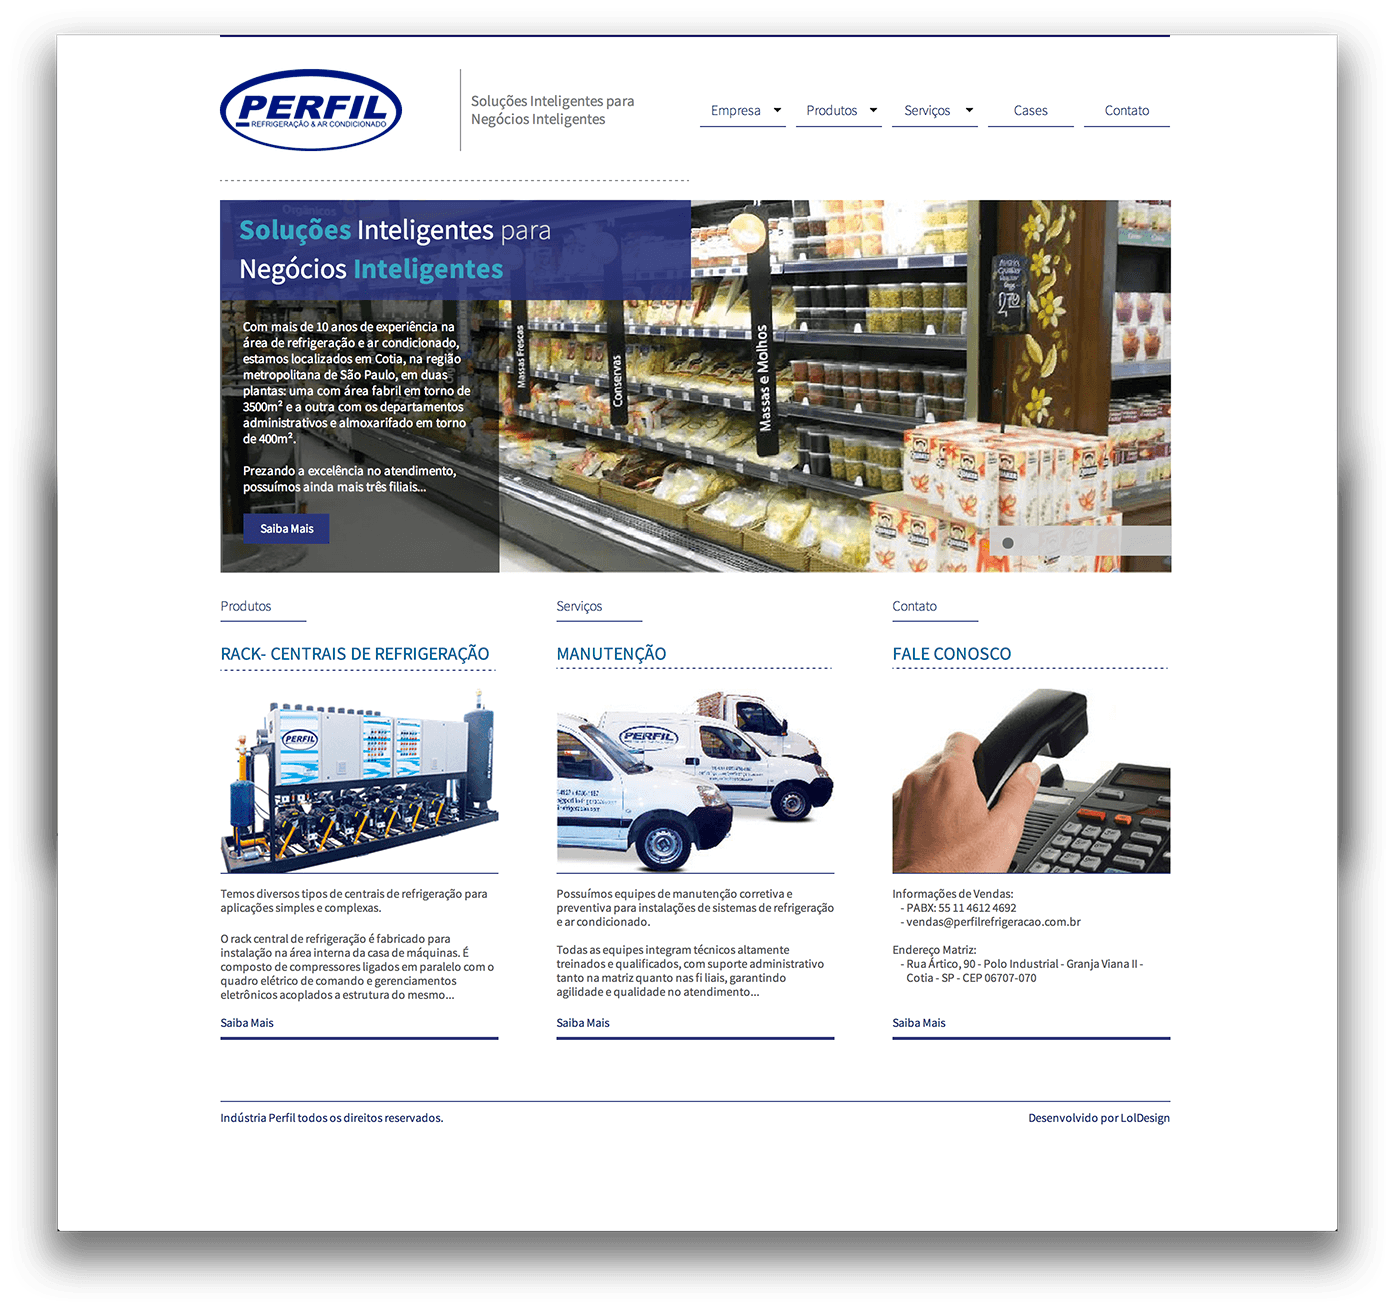 PERFIL
REFRIGERAÇÃO & AR CONDICIONADO
Soluções Inteligentes para
Negócios Inteligentes
Empresa
Produtos
Serviços
Cases
Contato
Soluções Inteligentes para
Negócios Inteligentes
Com mais de 10 anos de experiência na
área de refrigeração e ar condicionado,
estamos localizados em Cotia, na região
metropolitana de São Paulo, em duas
plantas: uma com área fabril em torno de
3500m² e a outra com os departamentos
administrativos e almoxarifado em torno
de 400m².
Prezando a excelência no atendimento,
possuímos ainda mais três filiais...
Saiba Mais
Massas Frescas
Conservas
Massas e Molhos
QUAKER
Produtos
RACK- CENTRAIS DE REFRIGERAÇÃO
PERFIL
Temos diversos tipos de centrais de refrigeração para
aplicações simples e complexas.
O rack central de refrigeração é fabricado para
instalação na área interna da casa de máquinas. É
composto de compressores ligados em paralelo com o
quadro elétrico de comando e gerenciamentos
eletrônicos acoplados a estrutura do mesmo...
Saiba Mais
Serviços
MANUTENÇÃO
PERFIL
Possuímos equipes de manutenção corretiva e
preventiva para instalações de sistemas de refrigeração
e ar condicionado.
Todas as equipes integram técnicos altamente
treinados e qualificados, com suporte administrativo
tanto na matriz quanto nas fi liais, garantindo
agilidade e qualidade no atendimento...
Saiba Mais
Contato
FALE CONOSCO
Informações de Vendas:
- PABX: 55 11 4612 4692
- vendas@perfilrefrigeracao.com.br
Endereço Matriz:
- Rua Ártico, 90 - Polo Industrial - Granja Viana II -
Cotia - SP - CEP 06707-070
Saiba Mais
Indústria Perfil todos os direitos reservados.
Desenvolvido por LolDesign